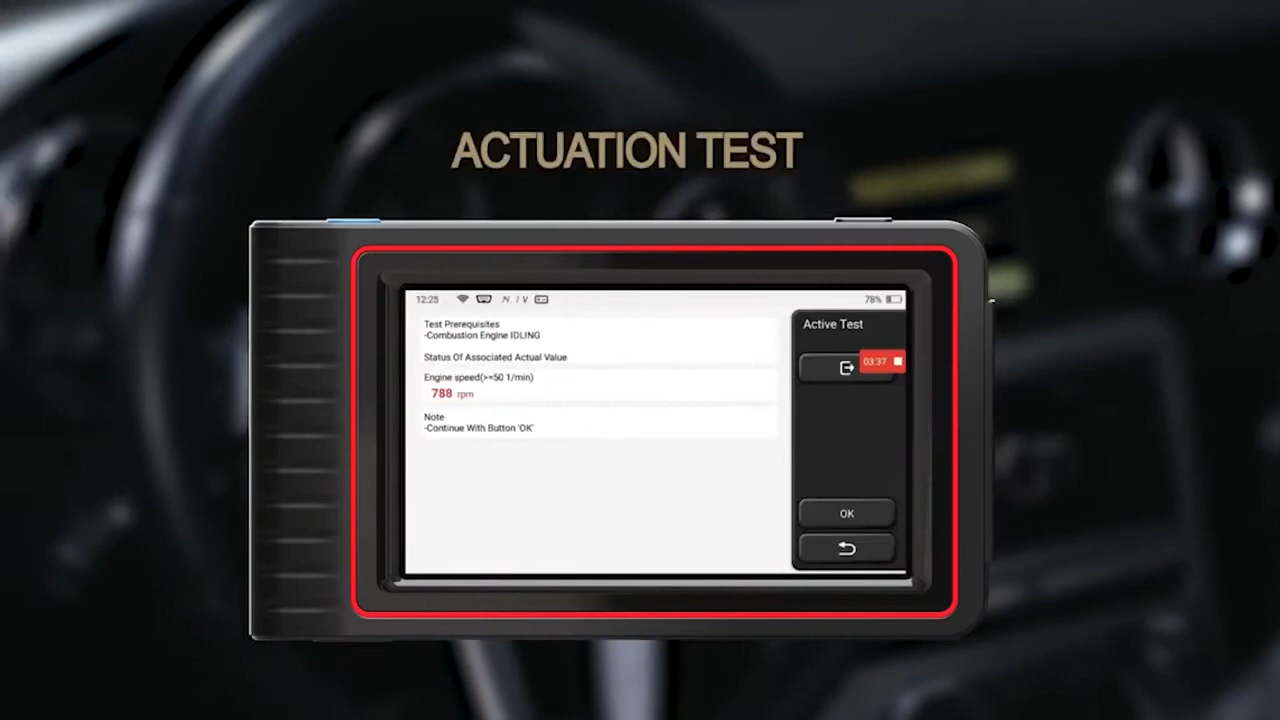 ACTUATION TEST
12:25
78%
Test Prerequisites
-Combustion Engine IDLING
Status Of Associated Actual Value
Engine speed(>=50 1/min)
788 rpm
Note
-Continue With Button 'OK'
Active Test
03:37
OK